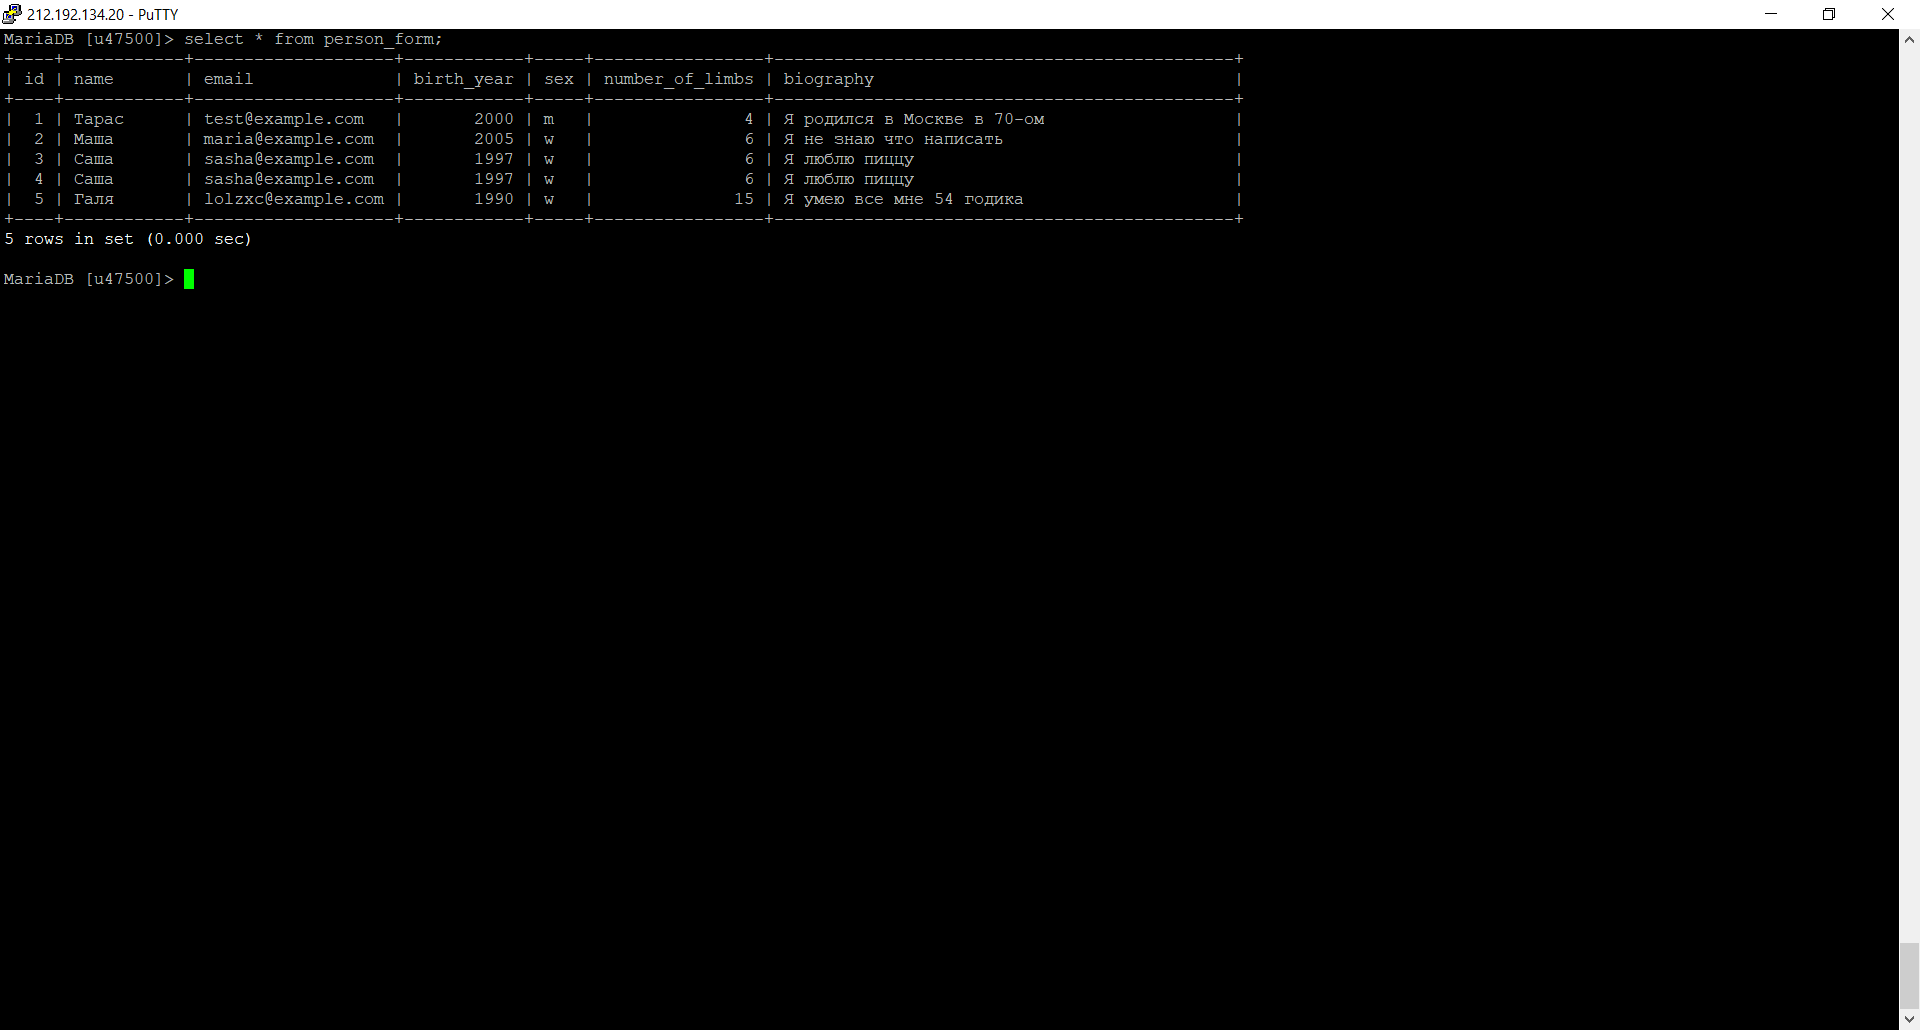 212.192.134.20 - PuTTY
MariaDB [u47500]> select * from person_form;
+----+------------+--------------------+------------+-----+-----------------+----------------------------------------------+
| id | name       | email              | birth_year | sex | number_of_limbs | biography                                    |
+----+------------+--------------------+------------+-----+-----------------+----------------------------------------------+
|  1 | Тарас      | test@example.com   |       2000 | m   |               4 | Я родился в Москве в 70-ом                   |
|  2 | Маша       | maria@example.com  |       2005 | w   |               6 | Я не знаю что написать                       |
|  3 | Саша       | sasha@example.com  |       1997 | w   |               6 | Я люблю пиццу                                |
|  4 | Саша       | sasha@example.com  |       1997 | w   |               6 | Я люблю пиццу                                |
|  5 | Галя       | lolzxc@example.com |       1990 | w   |              15 | Я умею все мне 54 годика                     |
+----+------------+--------------------+------------+-----+-----------------+----------------------------------------------+
5 rows in set (0.000 sec)
MariaDB [u47500]>